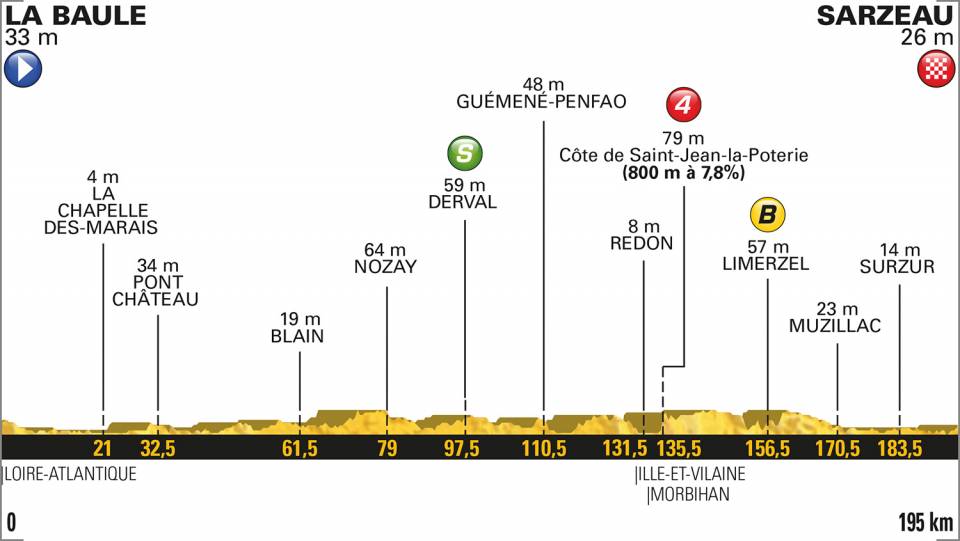 LA BAULE
33 m
SARZEAU
26 m
4 m
LA
CHAPELLE
DES-MARAIS
34 m
PONT
CHÂTEAU
19 m
BLAIN
64 m
NOZAY
S
59 m
DERVAL
48 m
GUÉMENÉ-PENFAO
8 m
REDON
4
79 m
Côte de Saint-Jean-la-Poterie
(800 m à 7,8%)
B
57 m
LIMERZEL
23 m
MUZILLAC
14 m
SURZUR
21 32,5 61,5 79 97,5 110,5 131,5 135,5 156,5 170,5 183,5
|LOIRE-ATLANTIQUE
|ILLE-ET-VILAINE
|MORBIHAN
0
195 km